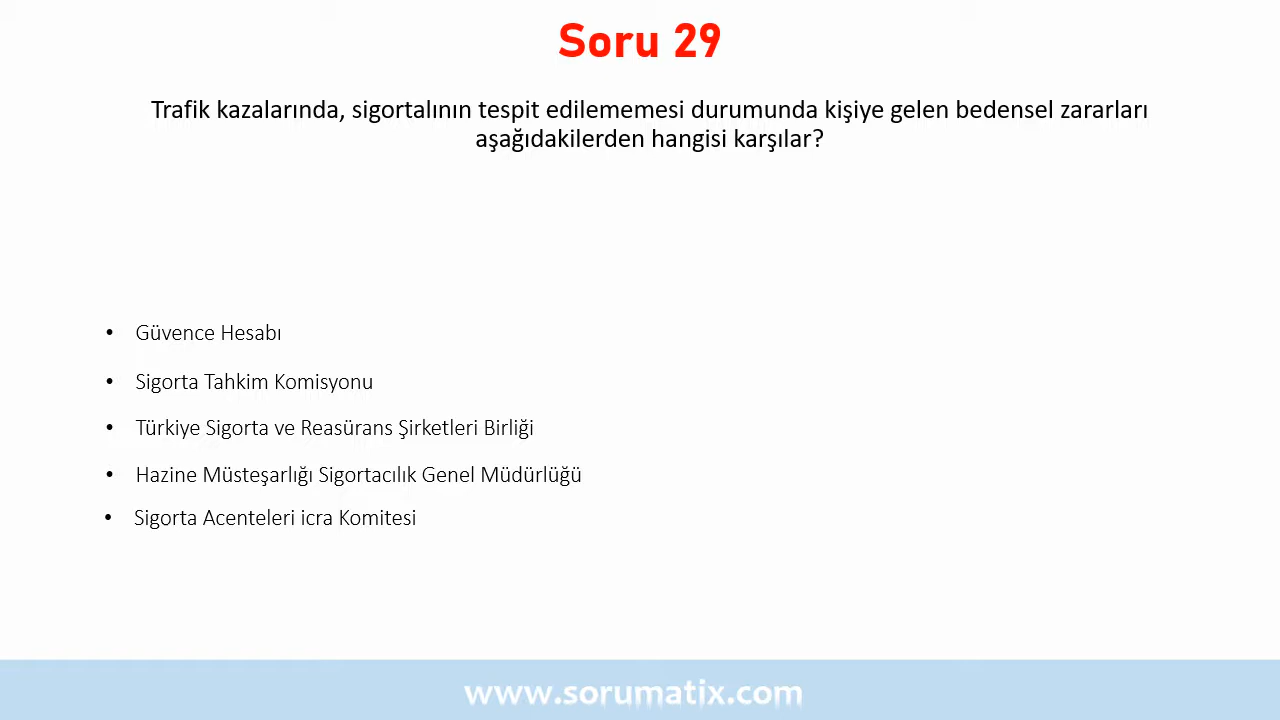 Soru 29
Trafik kazalarında, sigortalının tespit edilememesi durumunda kişiye gelen bedensel zararları
aşağıdakilerden hangisi karşılar?
• Güvence Hesabı
• Sigorta Tahkim Komisyonu
• Türkiye Sigorta ve Reasürans Şirketleri Birliği
• Hazine Müsteşarlığı Sigortacılık Genel Müdürlüğü
• Sigorta Acenteleri icra Komitesi
www.sorumatix.com